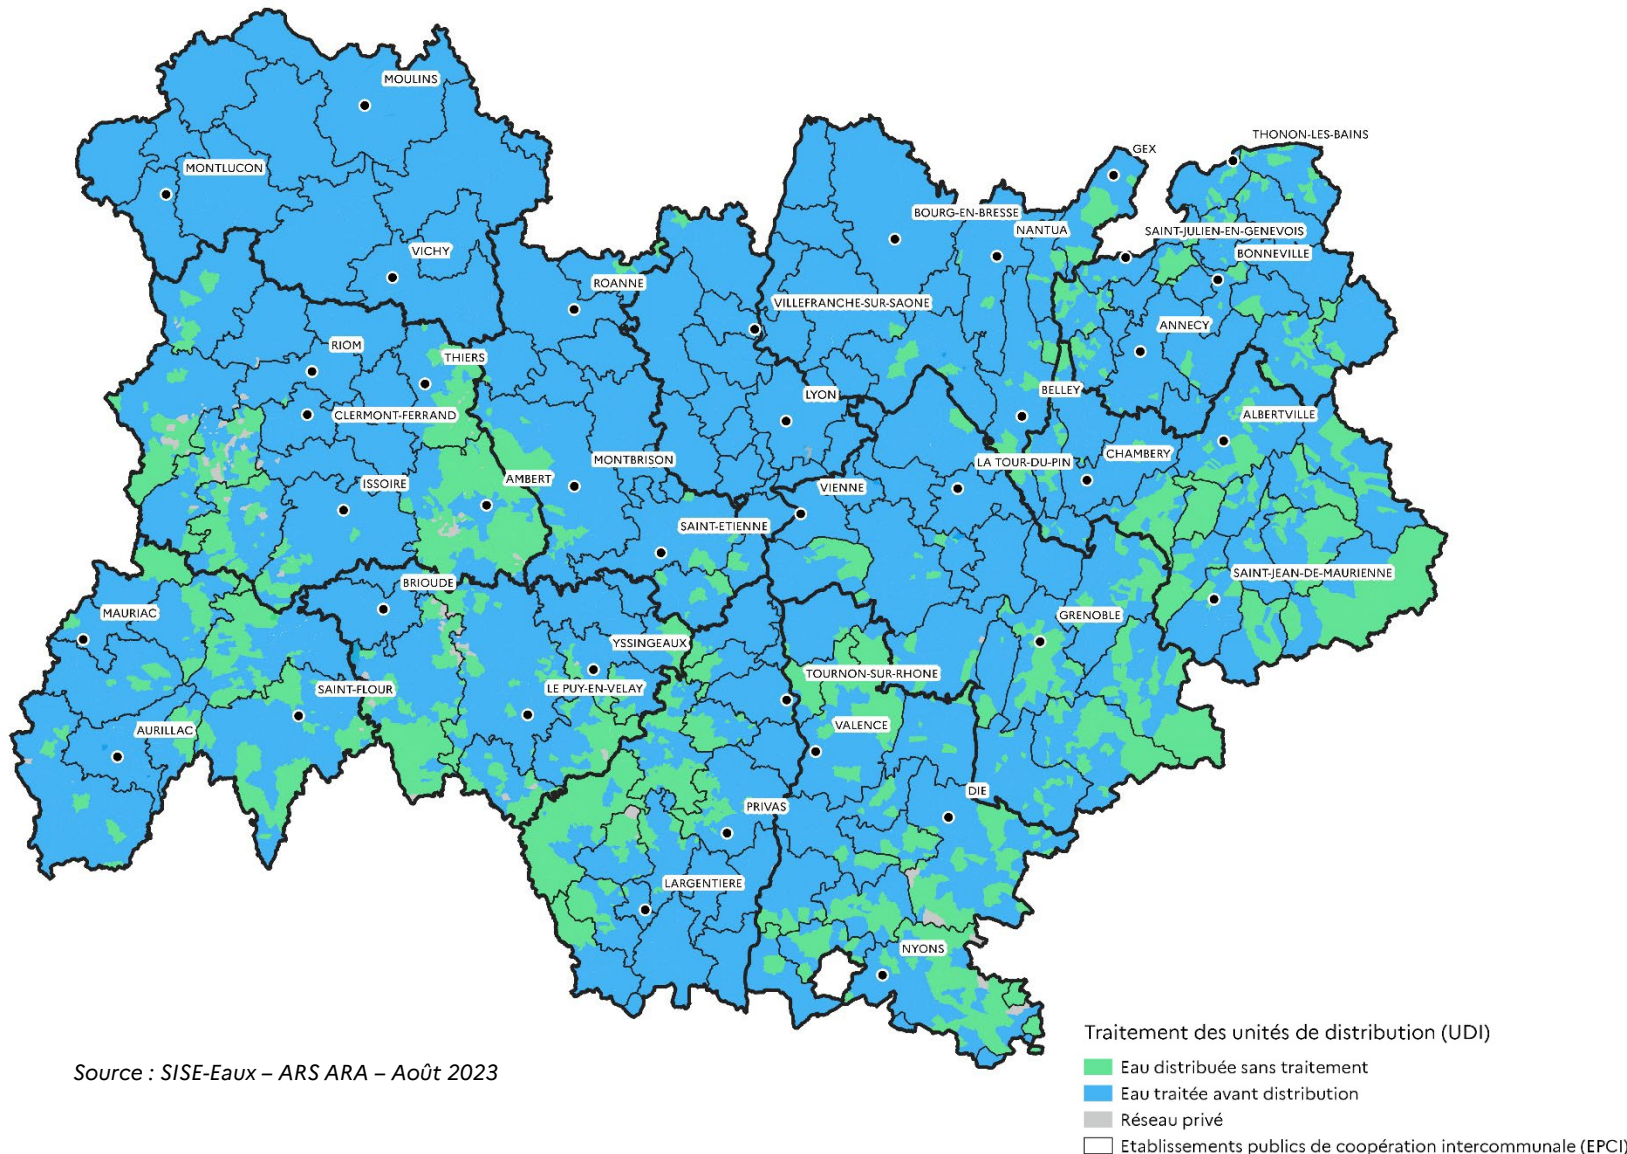 MOULINS
THONON-LES-BAINS
GEX
MONTLUCON
BOURG-EN-BRESSE
NANTUA
SAINT-JULIEN-EN-GENEVOIS
VICHY
BONNEVILLE
ROANNE
VILLEFRANCHE-SUR-SAONE
ANNECY
RIOM
THIERS
BELLEY
LYON
CLERMONT-FERRAND
ALBERTVILLE
MONTBRISON
LA TOUR-DU-PIN
CHAMBERY
ISSOIRE
AMBERT
VIENNE
SAINT-ETIENNE
SAINT-JEAN-DE-MAURIENNE
BRIOUDE
MAURIAC
GRENOBLE
YSSINGEAUX
TOURNON-SUR-RHONE
SAINT-FLOUR
LE PUY-EN-VELAY
VALENCE
AURILLAC
DIE
PRIVAS
LARGENTIERE
NYONS
Traitement des unités de distribution (UDI)
Eau distribuée sans traitement
Eau traitée avant distribution
Réseau privé
Etablissements publics de coopération intercommunale (EPCI)
Source : SISE-Eaux – ARS ARA – Août 2023